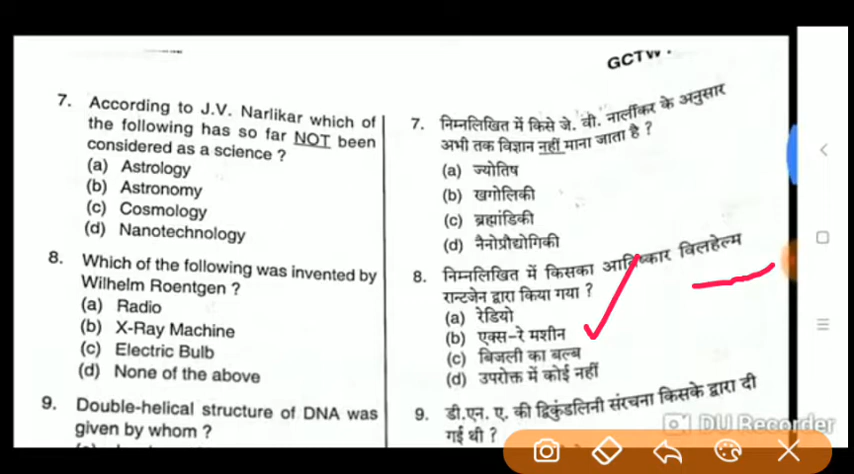 GCTW
7. According to J.V. Narlikar which of
the following has so far NOT been
considered as a science ?
(a) Astrology
(b) Astronomy
(c) Cosmology
(d) Nanotechnology
8. Which of the following was invented by
Wilhelm Roentgen ?
(a) Radio
(b) X-Ray Machine
(c) Electric Bulb
(d) None of the above
9. Double-helical structure of DNA was
given by whom ?
7. निम्नलिखित में किसे जे. वी. नार्लीकर के अनुसार
अभी तक विज्ञान नहीं माना जाता है ?
(a) ज्योतिष
(b) खगोलिकी
(c) ब्रह्मांडिकी
(d) नैनोप्रौद्योगिकी
8. निम्नलिखित में किसका आविष्कार विलहेल्म
रान्टजेन द्वारा किया गया ?
(a) रेडियो
(b) एक्स-रे मशीन
(c) बिजली का बल्ब
(d) उपरोक्त में कोई नहीं
9. डी.एन. ए. की द्विकुंडलिनी संरचना किसके द्वारा दी
गई थी ?
DU Recorder